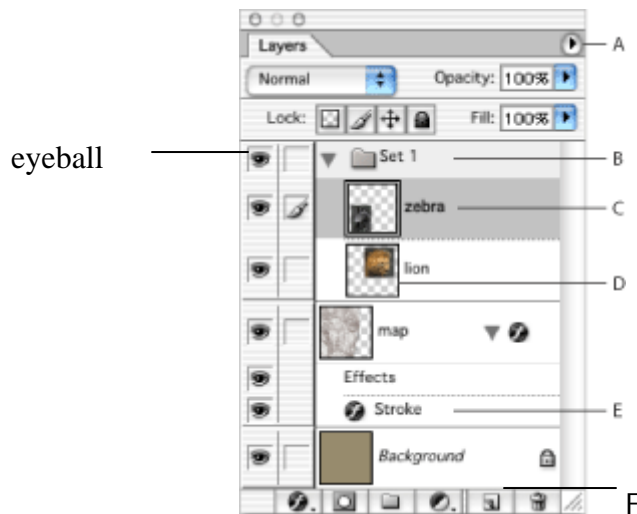 Layers
A
Normal Opacity: 100%
Lock: Fill: 100%
eyeball
Set 1 B
zebra C
lion
D
map
Effects
Stroke E
Background
F